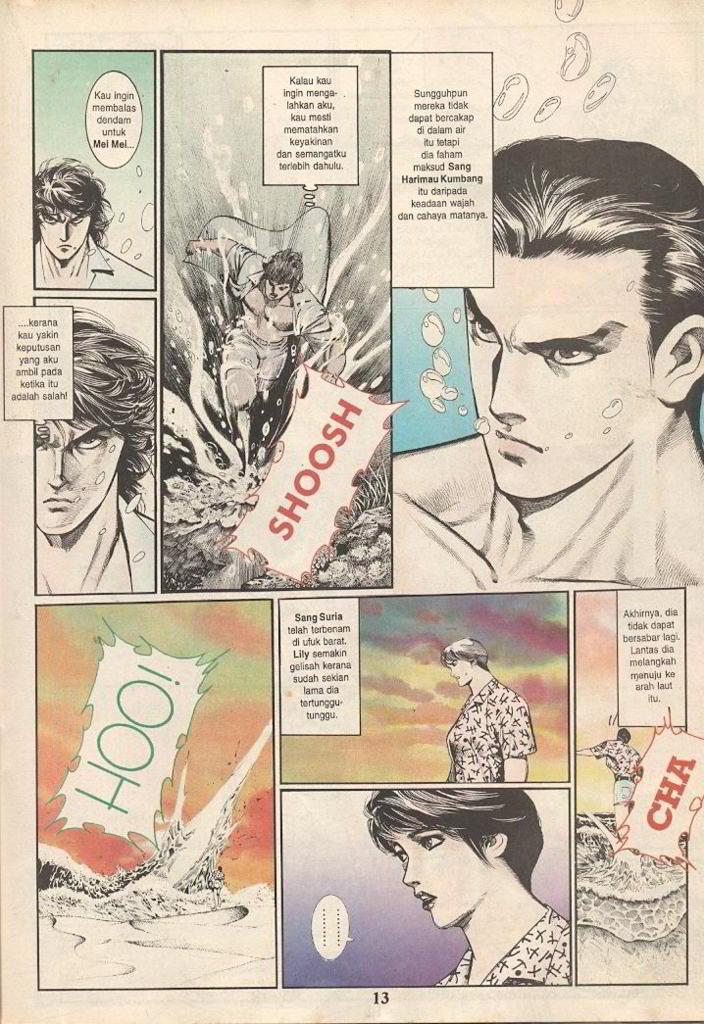 Kau ingin
membalas
dendam
untuk
Mei Mei...
....kerana
kau yakin
keputusan
yang aku
ambil pada
ketika itu
adalah salah!
Kalau kau
ingin menga-
lahkan aku,
kau mesti
mematahkan
keyakinan
dan semangatku
terlebih dahulu.
SHOOSH
Sungguhpun
mereka tidak
dapat bercakap
di dalam air
itu tetapi
dia faham
maksud Sang
Harimau Kumbang
itu daripada
keadaan wajah
dan cahaya matanya.
HOO!
Sang Suria
telah terbenam
di ufuk barat.
Lily semakin
gelisah kerana
sudah sekian
lama dia
tertunggu-
tunggu.
Akhirnya, dia
tidak dapat
bersabar lagi.
Lantas dia
melangkah
menuju ke
arah laut
itu.
CHA
13